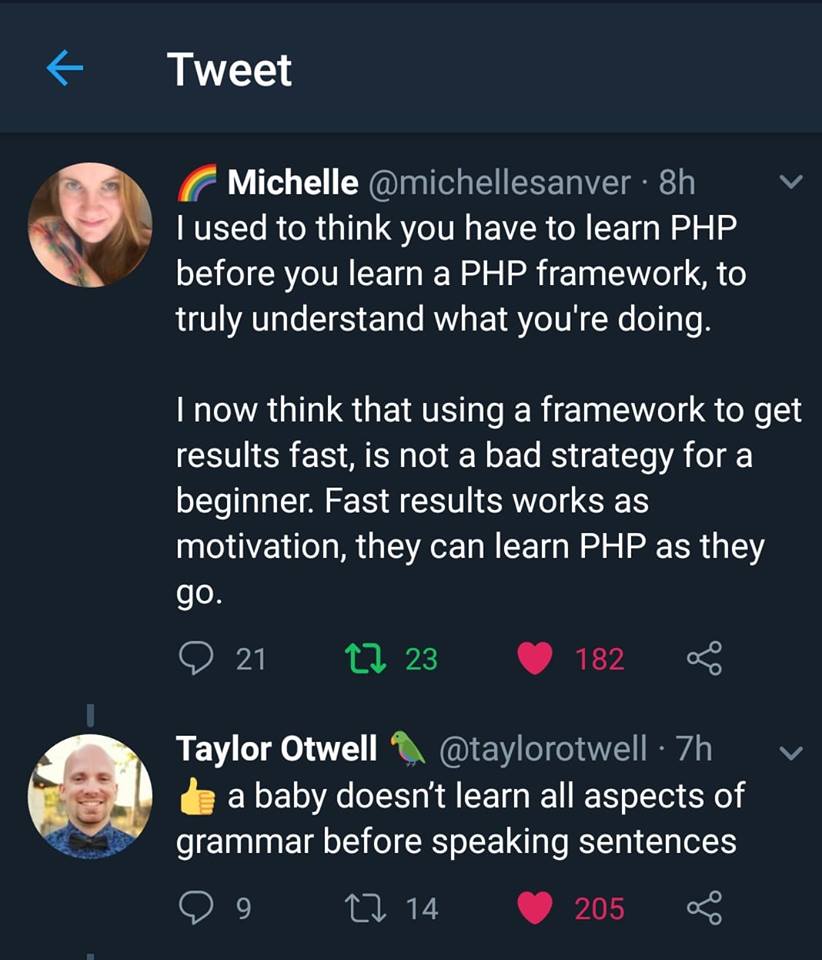 Tweet
🌈 Michelle @michellesanver · 8h
I used to think you have to learn PHP
before you learn a PHP framework, to
truly understand what you're doing.
I now think that using a framework to get
results fast, is not a bad strategy for a
beginner. Fast results works as
motivation, they can learn PHP as they
go.
21 23 182
Taylor Otwell 🦜 @taylorotwell · 7h
👍 a baby doesn’t learn all aspects of
grammar before speaking sentences
9 14 205